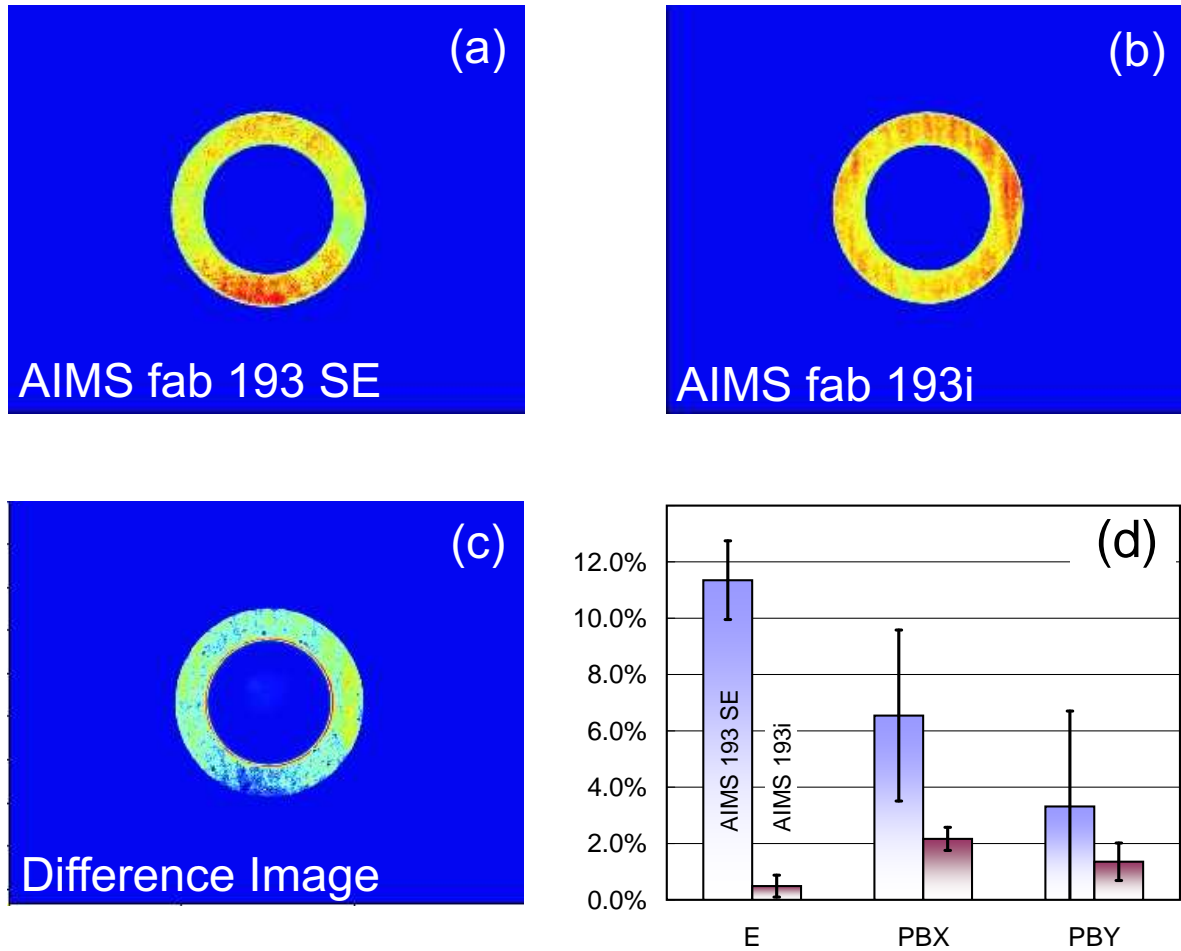 (a)
AIMS fab 193 SE
(b)
AIMS fab 193i
(c)
Difference Image
(d)
12.0%
10.0%
8.0%
6.0%
4.0%
2.0%
0.0%
AIMS 193 SE
AIMS 193i
E PBX PBY